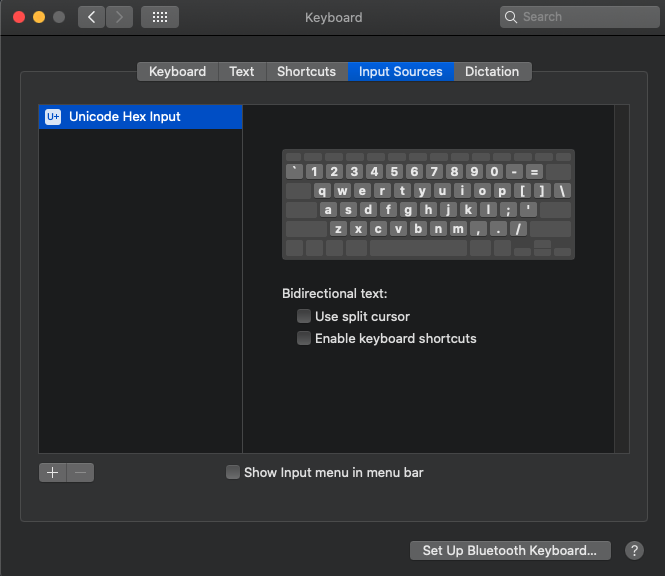 Keyboard
Search
Keyboard Text Shortcuts Input Sources Dictation
U+ Unicode Hex Input
` 1 2 3 4 5 6 7 8 9 0 - =
q w e r t y u i o p [ ] \
a s d f g h j k l ; '
z x c v b n m , . /
Bidirectional text:
Use split cursor
Enable keyboard shortcuts
Show Input menu in menu bar
Set Up Bluetooth Keyboard... ?